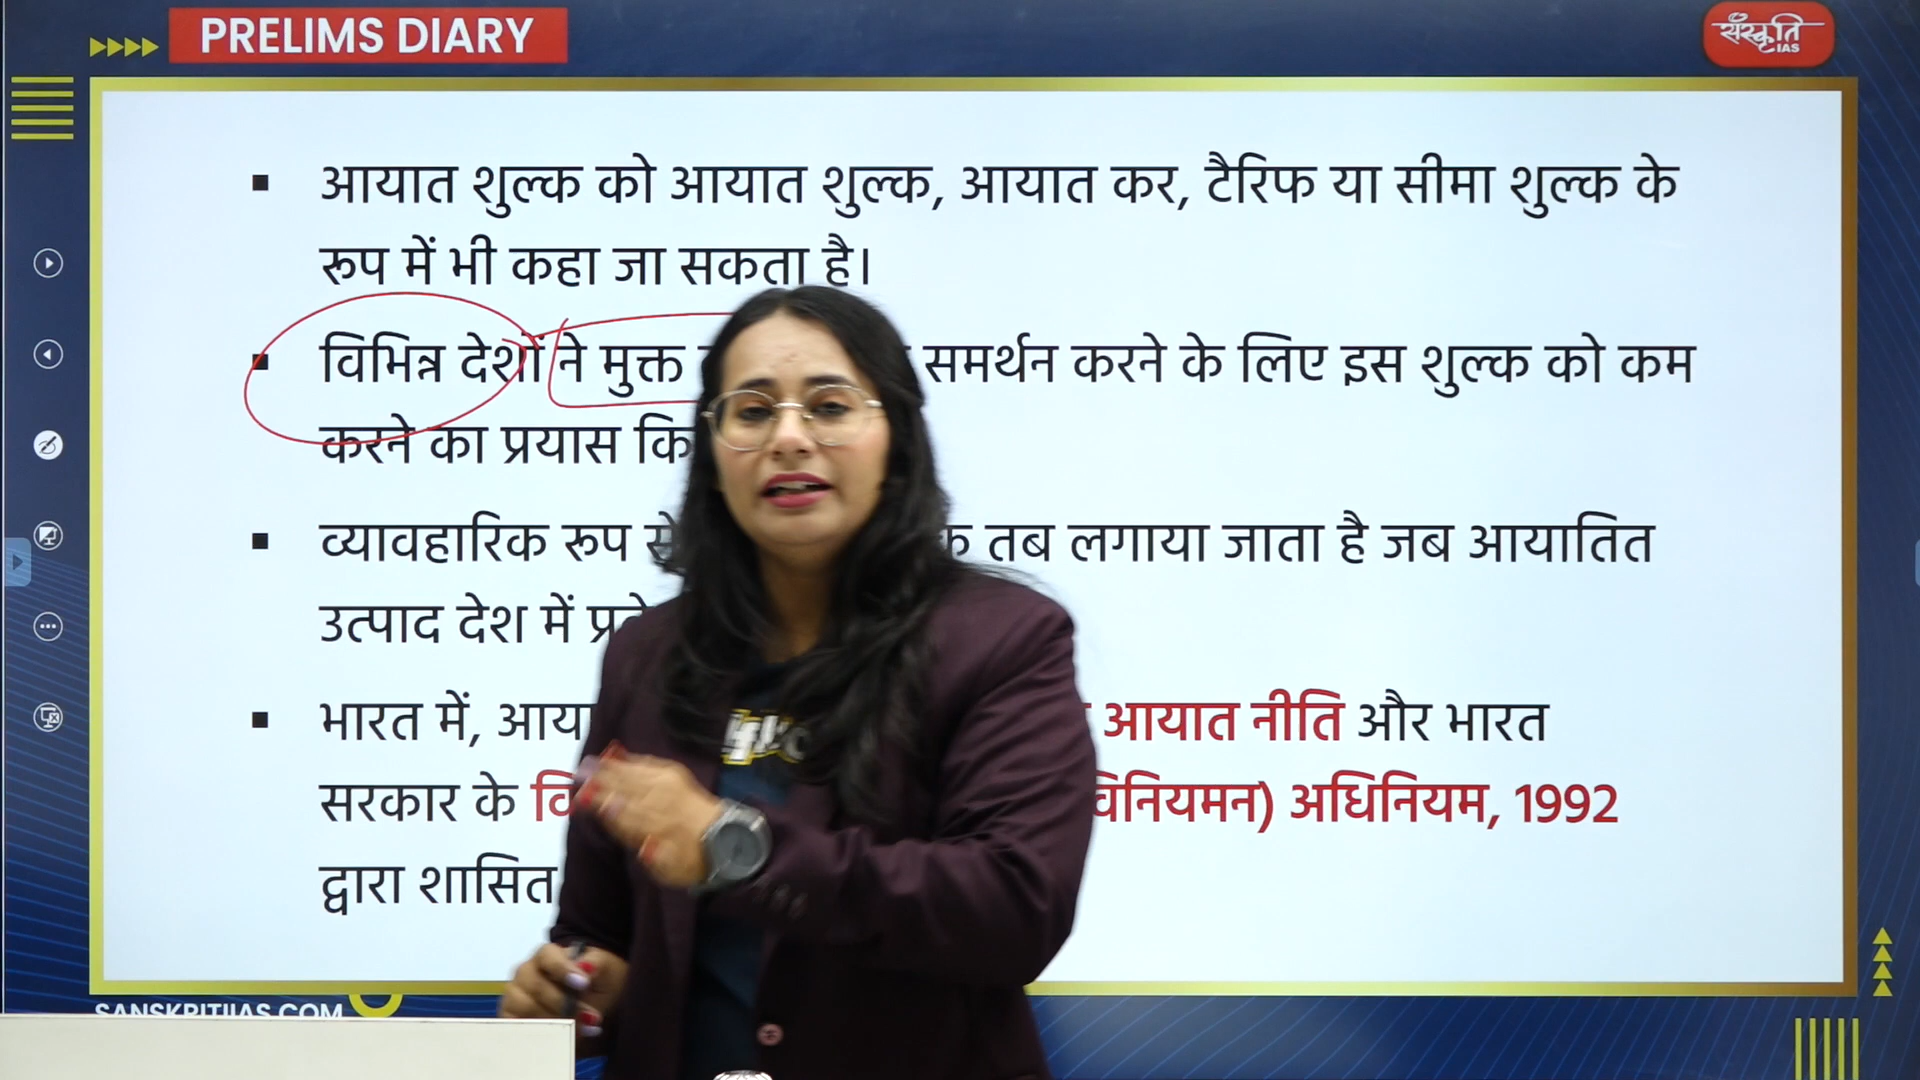 PRELIMS DIARY
संस्कृति
IAS
▪ आयात शुल्क को आयात शुल्क, आयात कर, टैरिफ या सीमा शुल्क के
रूप में भी कहा जा सकता है।
▪ विभिन्न देशों ने मुक्त समर्थन करने के लिए इस शुल्क को कम
करने का प्रयास
▪ व्यावहारिक रूप से तब लगाया जाता है जब आयातित
उत्पाद देश में
▪ भारत में, आयात नीति और भारत
सरकार के विनियमन) अधिनियम, 1992
द्वारा शासित
SANSKRITIIAS.COM